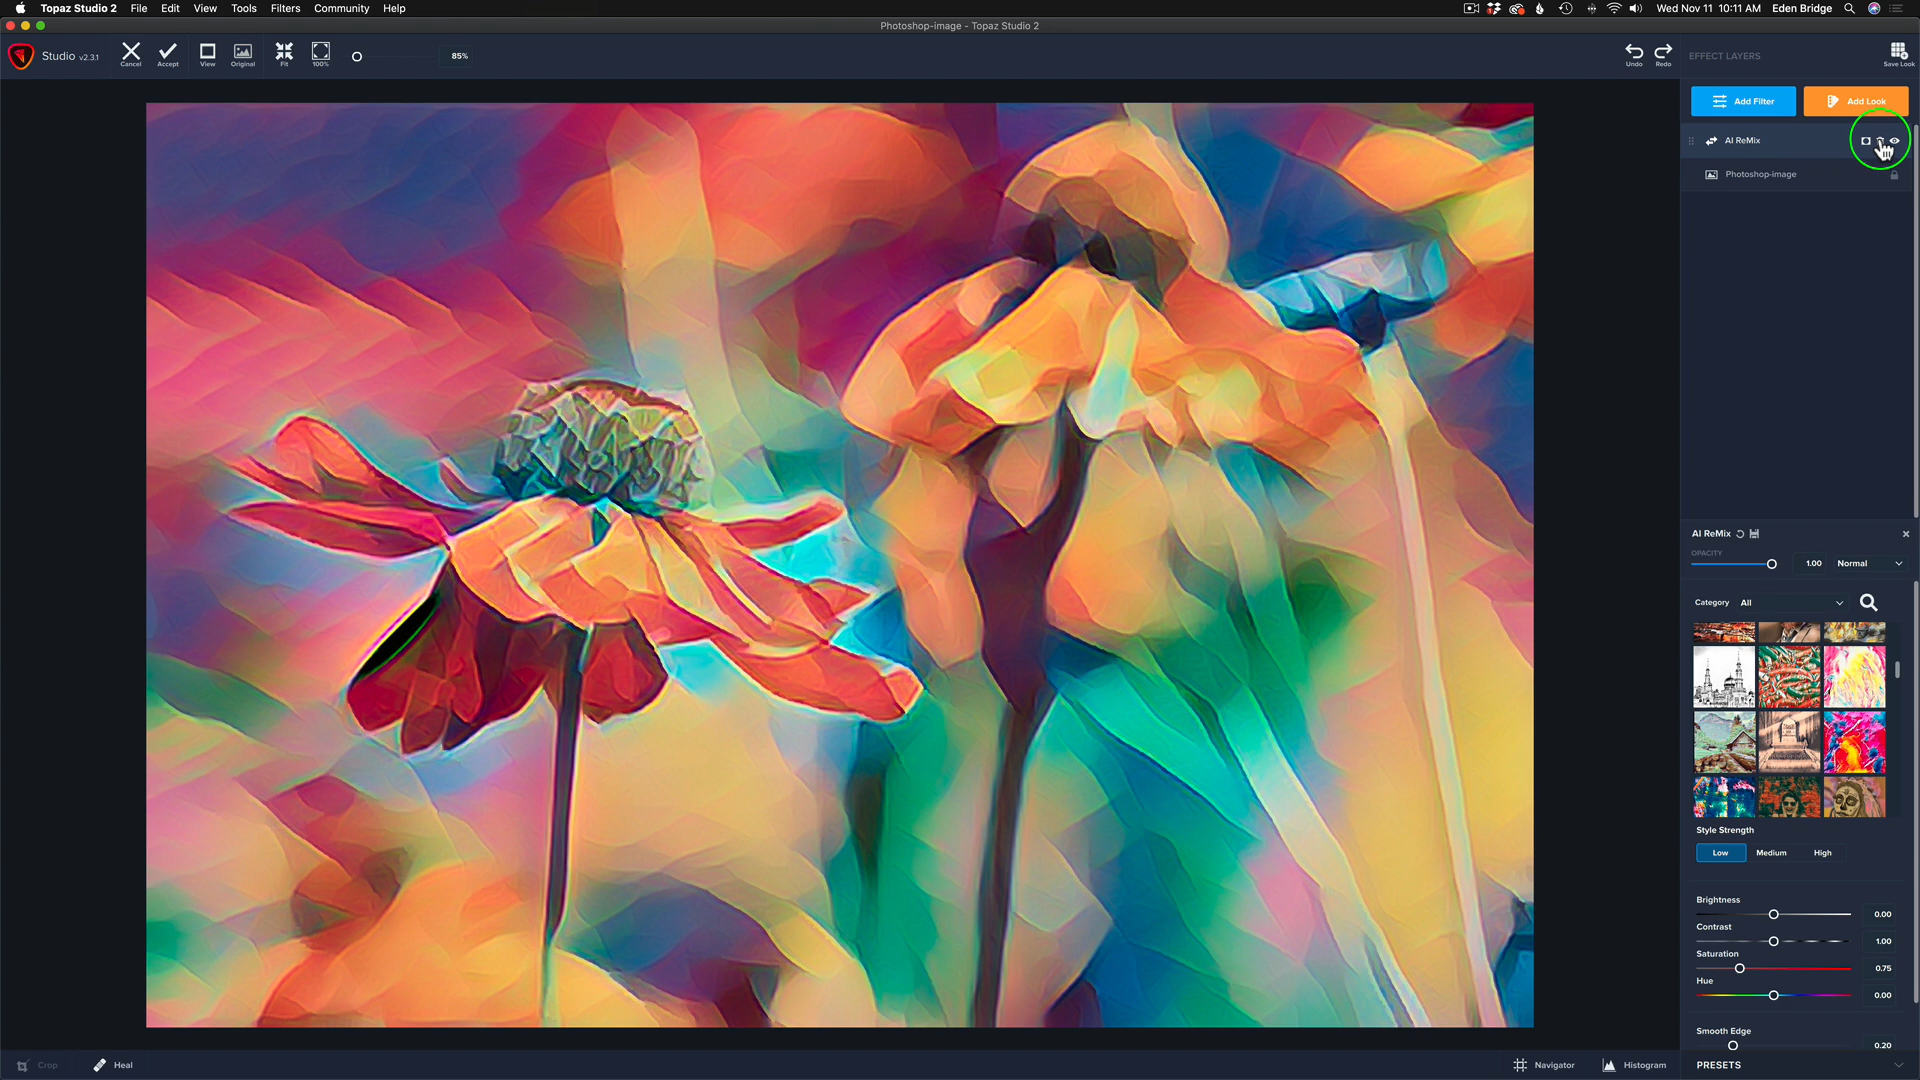 Topaz Studio 2 File Edit View Tools Filters Community Help
Wed Nov 11 10:11 AM Eden Bridge
Photoshop-image - Topaz Studio 2
Studio v2.3.1
Cancel
Accept
View
Original
Fit
100%
85%
Undo
Redo
EFFECT LAYERS
Save Look
Add Filter
Add Look
AI ReMix
Photoshop-image
AI ReMix
OPACITY
1.00
Normal
Category
All
Style Strength
Low
Medium
High
Brightness
0.00
Contrast
1.00
Saturation
0.75
Hue
0.00
Smooth Edge
0.20
Crop
Heal
Navigator
Histogram
PRESETS